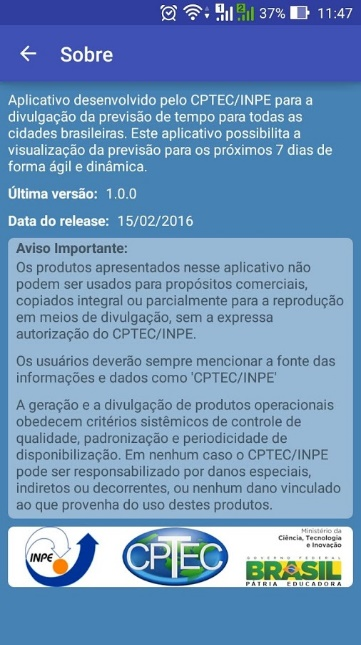 37% 11:47
Sobre
Aplicativo desenvolvido pelo CPTEC/INPE para a
divulgação da previsão de tempo para todas as
cidades brasileiras. Este aplicativo possibilita a
visualização da previsão para os próximos 7 dias de
forma ágil e dinâmica.
Última versão: 1.0.0
Data do release: 15/02/2016
Aviso Importante:
Os produtos apresentados nesse aplicativo não
podem ser usados para propósitos comerciais,
copiados integral ou parcialmente para a reprodução
em meios de divulgação, sem a expressa
autorização do CPTEC/INPE.
Os usuários deverão sempre mencionar a fonte das
informações e dados como 'CPTEC/INPE'
A geração e a divulgação de produtos operacionais
obedecem critérios sistêmicos de controle de
qualidade, padronização e periodicidade de
disponibilização. Em nenhum caso o CPTEC/INPE
pode ser responsabilizado por danos especiais,
indiretos ou decorrentes, ou nenhum dano vinculado
ao que provenha do uso destes produtos.
INPE
CPTEC
Ministério da
Ciência, Tecnologia
e Inovação
GOVERNO FEDERAL
BRASIL
PÁTRIA EDUCADORA